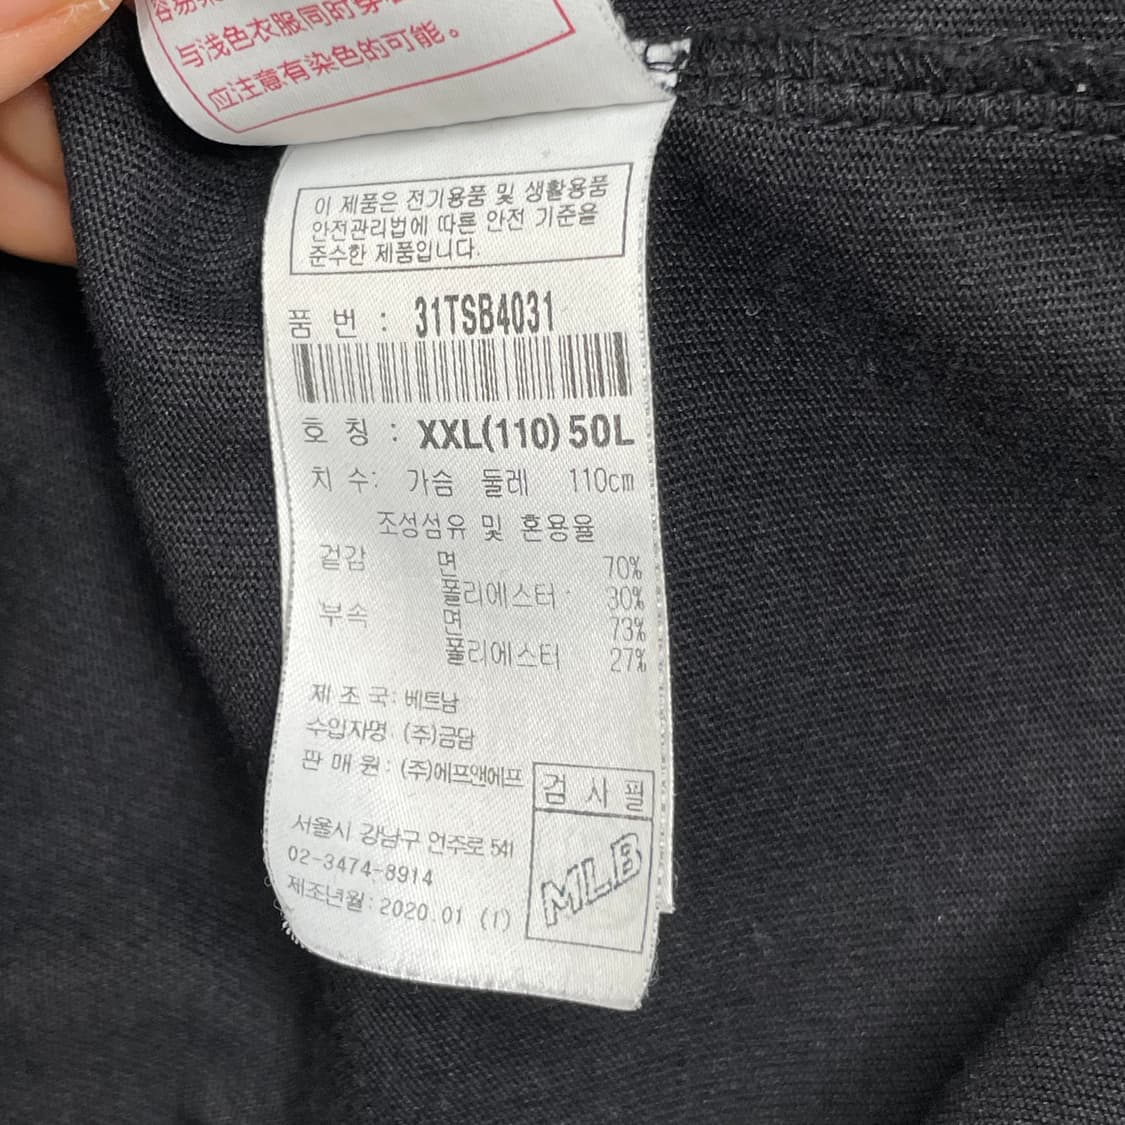 容易
与浅色衣服同时穿
应注意有染色的可能。
이 제품은 전기용품 및 생활용품
안전관리법에 따른 안전 기준을
준수한 제품입니다.
품 번 : 31TSB4031
호 칭 : XXL(110) 50L
치 수: 가슴 둘레 110cm
조성섬유 및 혼용율
겉감 면 70%
폴리에스터 30%
부속 면 73%
폴리에스터 27%
제 조 국: 베트남
수입자명 (주)금담
판 매 원: (주)에프앤에프
검 사 필
MLB
서울시 강남구 언주로 541
02-3474-8914
제조년월: 2020.01 (1)